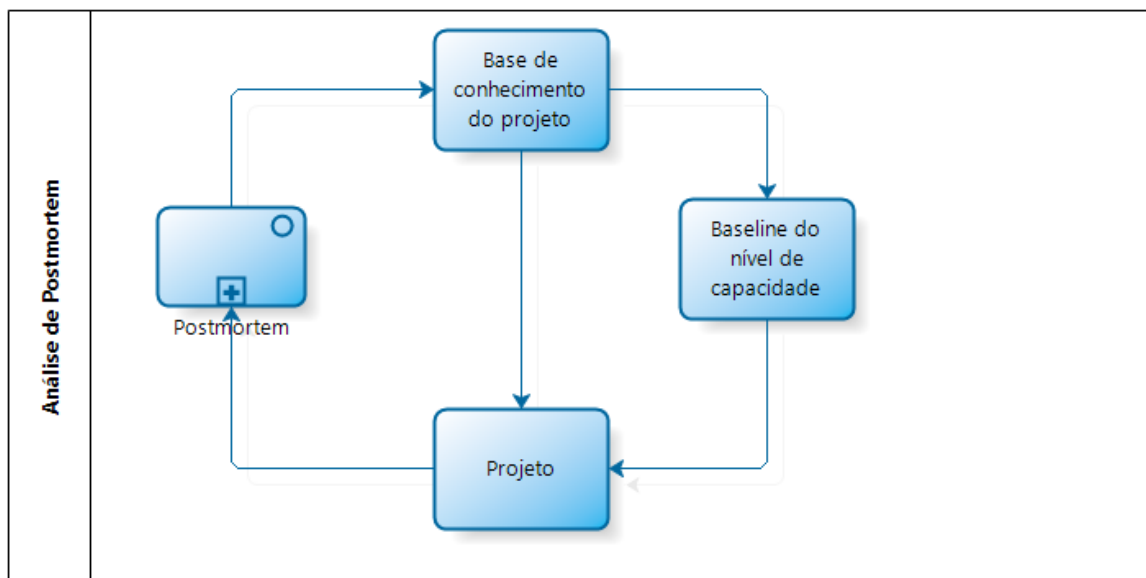 Análise de Postmortem
Base de
conhecimento
do projeto
Baseline do
nível de
capacidade
Postmortem
Projeto